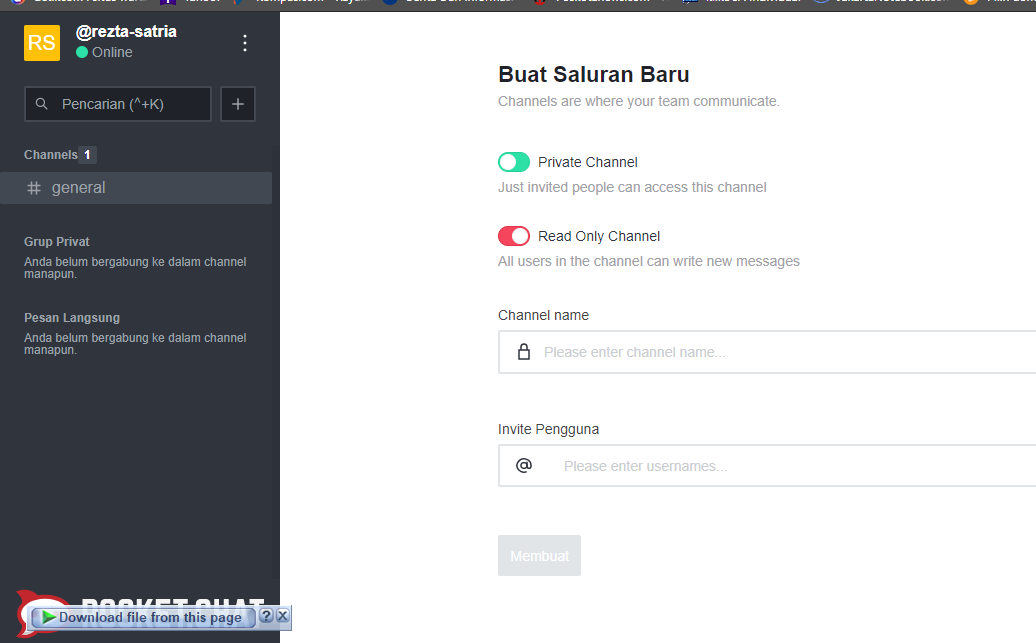 RS
@rezta-satria
Online
Pencarian (^+K)
Channels 1
general
Grup Privat
Anda belum bergabung ke dalam channel
manapun.
Pesan Langsung
Anda belum bergabung ke dalam channel
manapun.
Download file from this page
Buat Saluran Baru
Channels are where your team communicate.
Private Channel
Just invited people can access this channel
Read Only Channel
All users in the channel can write new messages
Channel name
Please enter channel name...
Invite Pengguna
@ Please enter usernames...
Membuat